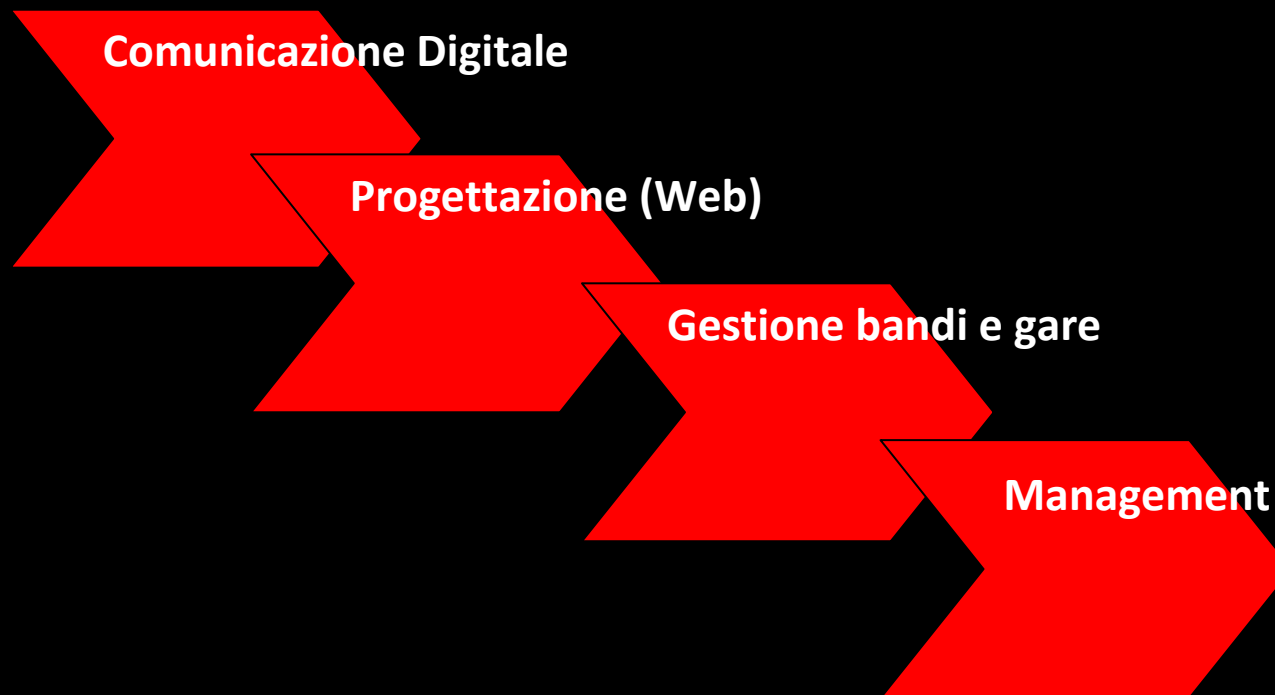 Comunicazione Digitale
Progettazione (Web)
Gestione bandi e gare
Management